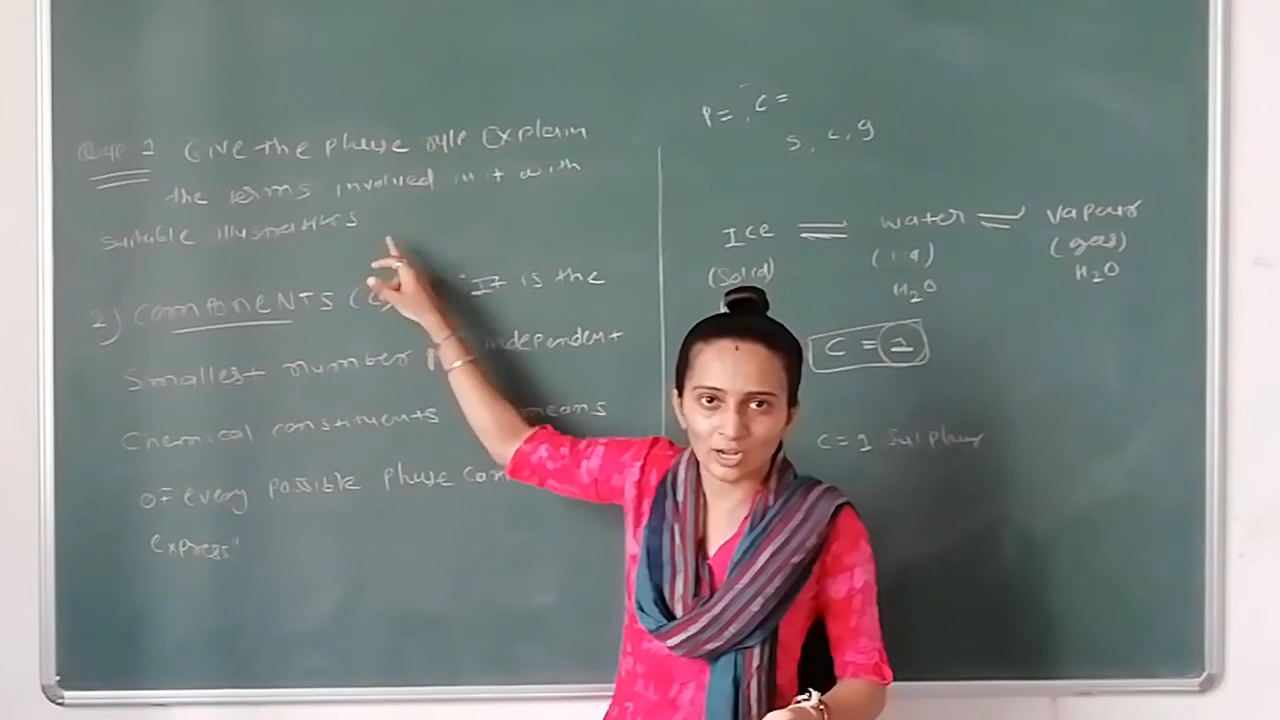 Que 1 Give the phase rule Explain
the terms involved in it with
suitable illustrations
2) COMPONENTS (C) "It is the
Smallest number independent
Chemical constituents means
of every possible phase can
express"
P= , C=
S, L, g
Ice ⇌ water ⇌ vapour
(Solid) (liq) (gas)
H2O H2O
C = 1
C = 1 Sulphur